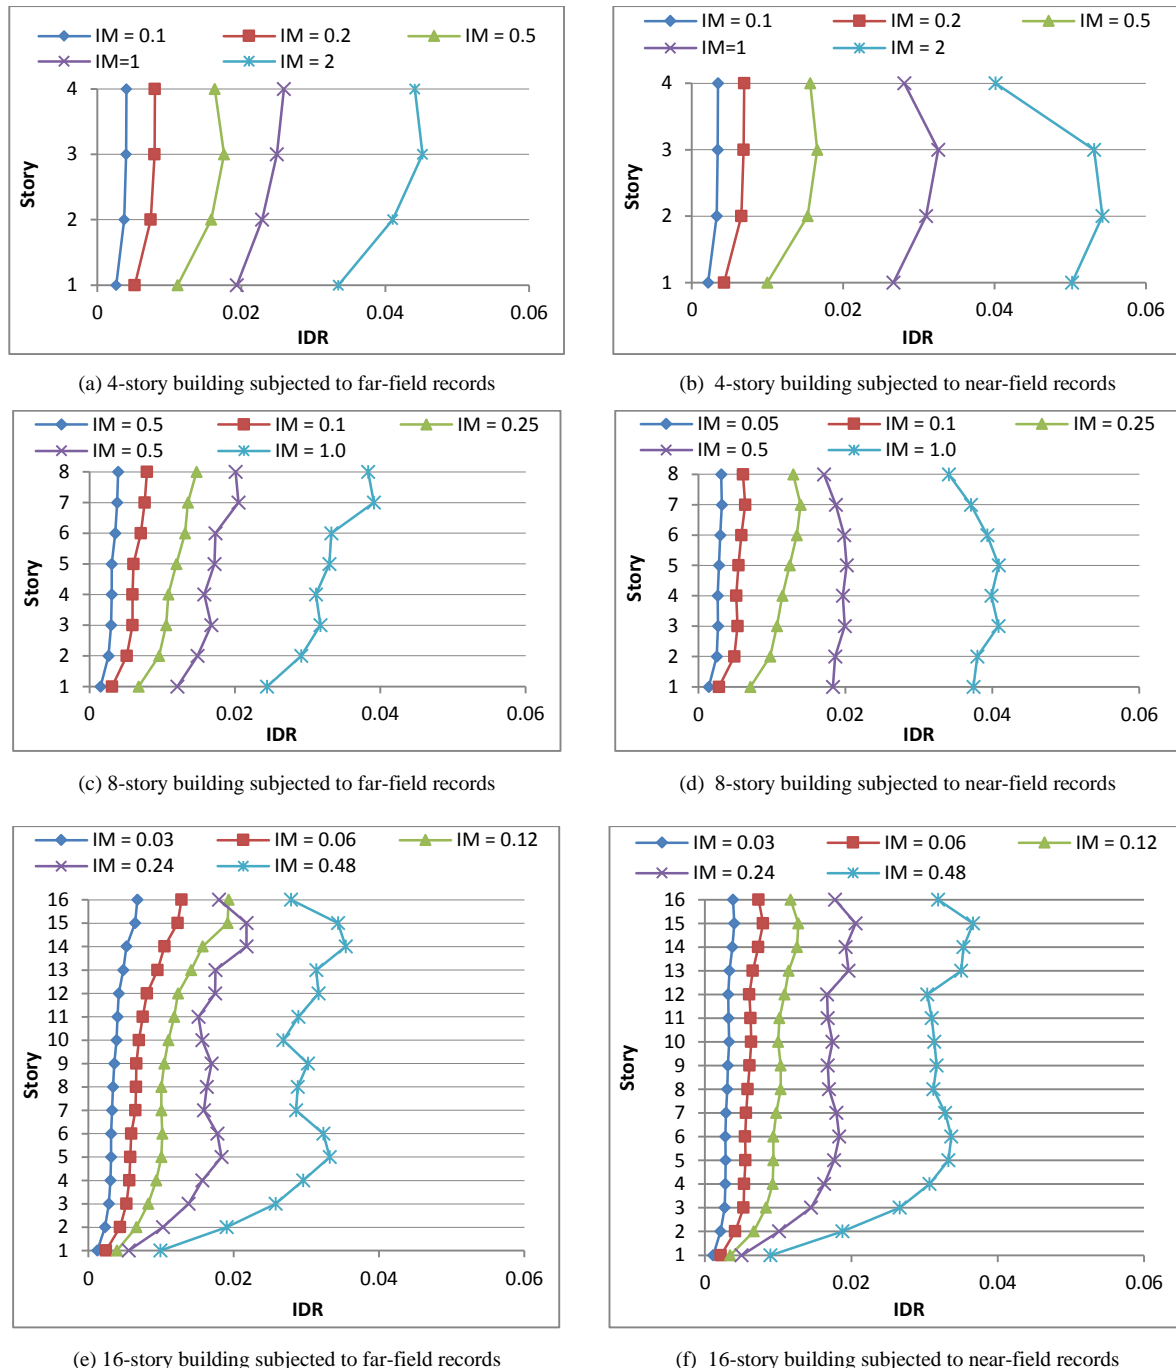 IM = 0.1 IM = 0.2 IM = 0.5
IM=1 IM = 2
4
3
2
1
Story
0 0.02 0.04 0.06
IDR
(a) 4-story building subjected to far-field records
IM = 0.1 IM = 0.2 IM = 0.5
IM=1 IM = 2
4
3
2
1
Story
0 0.02 0.04 0.06
IDR
(b) 4-story building subjected to near-field records
IM = 0.5 IM = 0.1 IM = 0.25
IM = 0.5 IM = 1.0
8
7
6
5
4
3
2
1
Story
0 0.02 0.04 0.06
IDR
(c) 8-story building subjected to far-field records
IM = 0.05 IM = 0.1 IM = 0.25
IM = 0.5 IM = 1.0
8
7
6
5
4
3
2
1
Story
0 0.02 0.04 0.06
IDR
(d) 8-story building subjected to near-field records
IM = 0.03 IM = 0.06 IM = 0.12
IM = 0.24 IM = 0.48
16
15
14
13
12
11
10
9
8
7
6
5
4
3
2
1
Story
0 0.02 0.04 0.06
IDR
(e) 16-story building subjected to far-field records
IM = 0.03 IM = 0.06 IM = 0.12
IM = 0.24 IM = 0.48
16
15
14
13
12
11
10
9
8
7
6
5
4
3
2
1
Story
0 0.02 0.04 0.06
IDR
(f) 16-story building subjected to near-field records